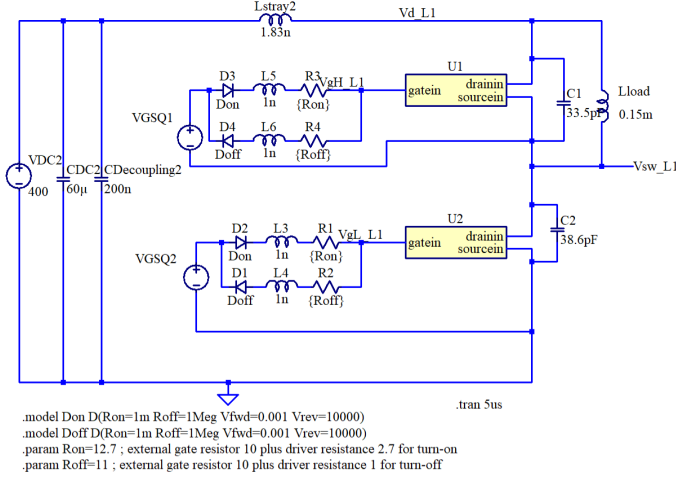 Lstray2
1.83n
Vd_L1
D3
L5
R3
VgH_L1
Don
1n
{Ron}
U1
gatein
drainin
sourcein
C1
33.5pF
Lload
0.15m
VGSQ1
D4
L6
R4
Doff
1n
{Roff}
VDC2
400
CDC2
60µ
CDecoupling2
200n
Vsw_L1
D2
L3
R1
VgL_L1
Don
1n
{Ron}
U2
gatein
drainin
sourcein
C2
38.6pF
VGSQ2
D1
L4
R2
Doff
1n
{Roff}
.tran 5us
.model Don D(Ron=1m Roff=1Meg Vfwd=0.001 Vrev=10000)
.model Doff D(Ron=1m Roff=1Meg Vfwd=0.001 Vrev=10000)
.param Ron=12.7 ; external gate resistor 10 plus driver resistance 2.7 for turn-on
.param Roff=11 ; external gate resistor 10 plus driver resistance 1 for turn-off